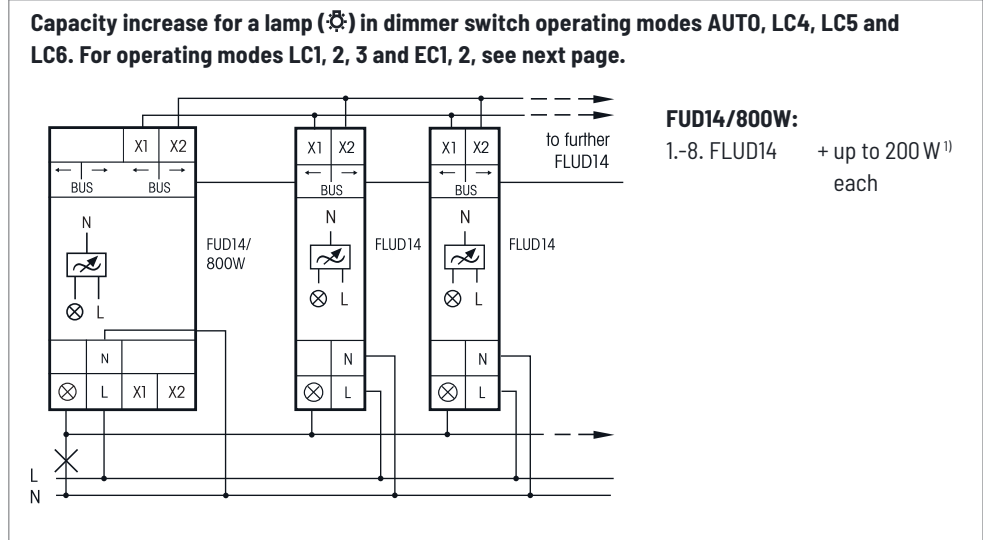 Capacity increase for a lamp () in dimmer switch operating modes AUTO, LC4, LC5 and
LC6. For operating modes LC1, 2, 3 and EC1, 2, see next page.
FUD14/800W:
1.-8. FLUD14 + up to 200 W 1)
each
X1 X2
X1 X2
X1 X2
to further
FLUD14
BUS BUS
BUS
BUS
N
N
N
FUD14/
800W
FLUD14
FLUD14
L
L
L
N
N
N
L X1 X2
L
L
L
N